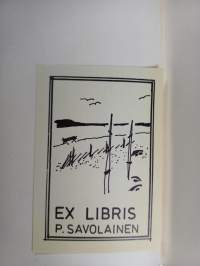 EX LIBRIS
P. SAVOLAINEN